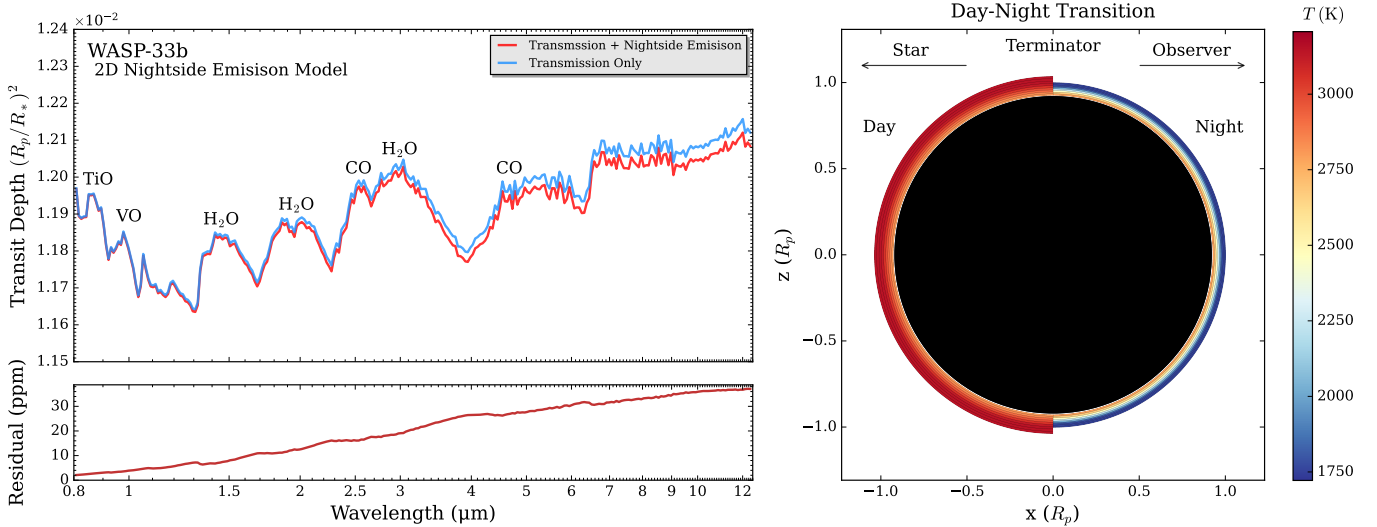 ×10⁻²
1.24
1.23
1.22
1.21
1.20
1.19
1.18
1.17
1.16
1.15
Transit Depth (R_p/R_*)²
WASP-33b
2D Nightside Emisison Model
Transmssion + Nightside Emisison
Transmission Only
TiO
VO
H₂O
H₂O
CO
H₂O
CO
Residual (ppm)
30
20
10
0
0.8 1 1.5 2 2.5 3 4 5 6 7 8 9 10 12
Wavelength (μm)
Day-Night Transition
Star
Terminator
Observer
Day
Night
z (R_p)
1.0
0.5
0.0
−0.5
−1.0
−1.0 −0.5 0.0 0.5 1.0
x (R_p)
T (K)
3000
2750
2500
2250
2000
1750